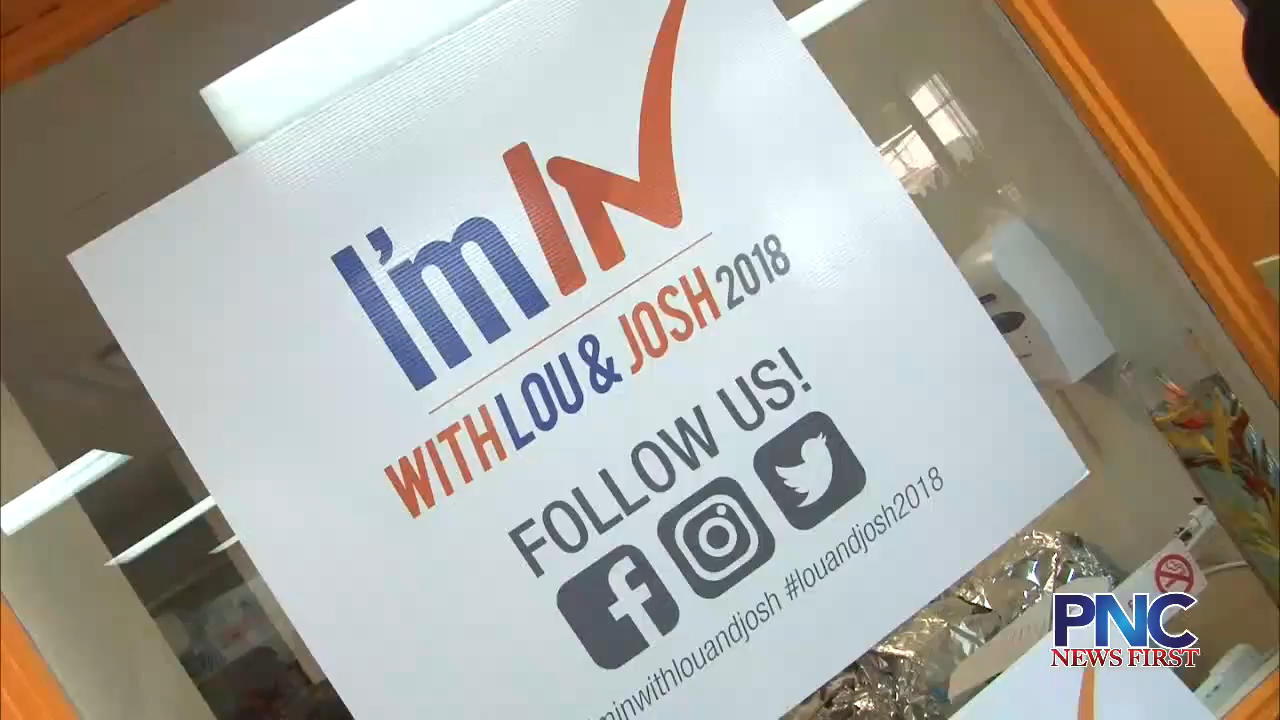 I'm IN
WITH LOU & JOSH 2018
FOLLOW US!
#louandjosh2018
PNC
NEWS FIRST